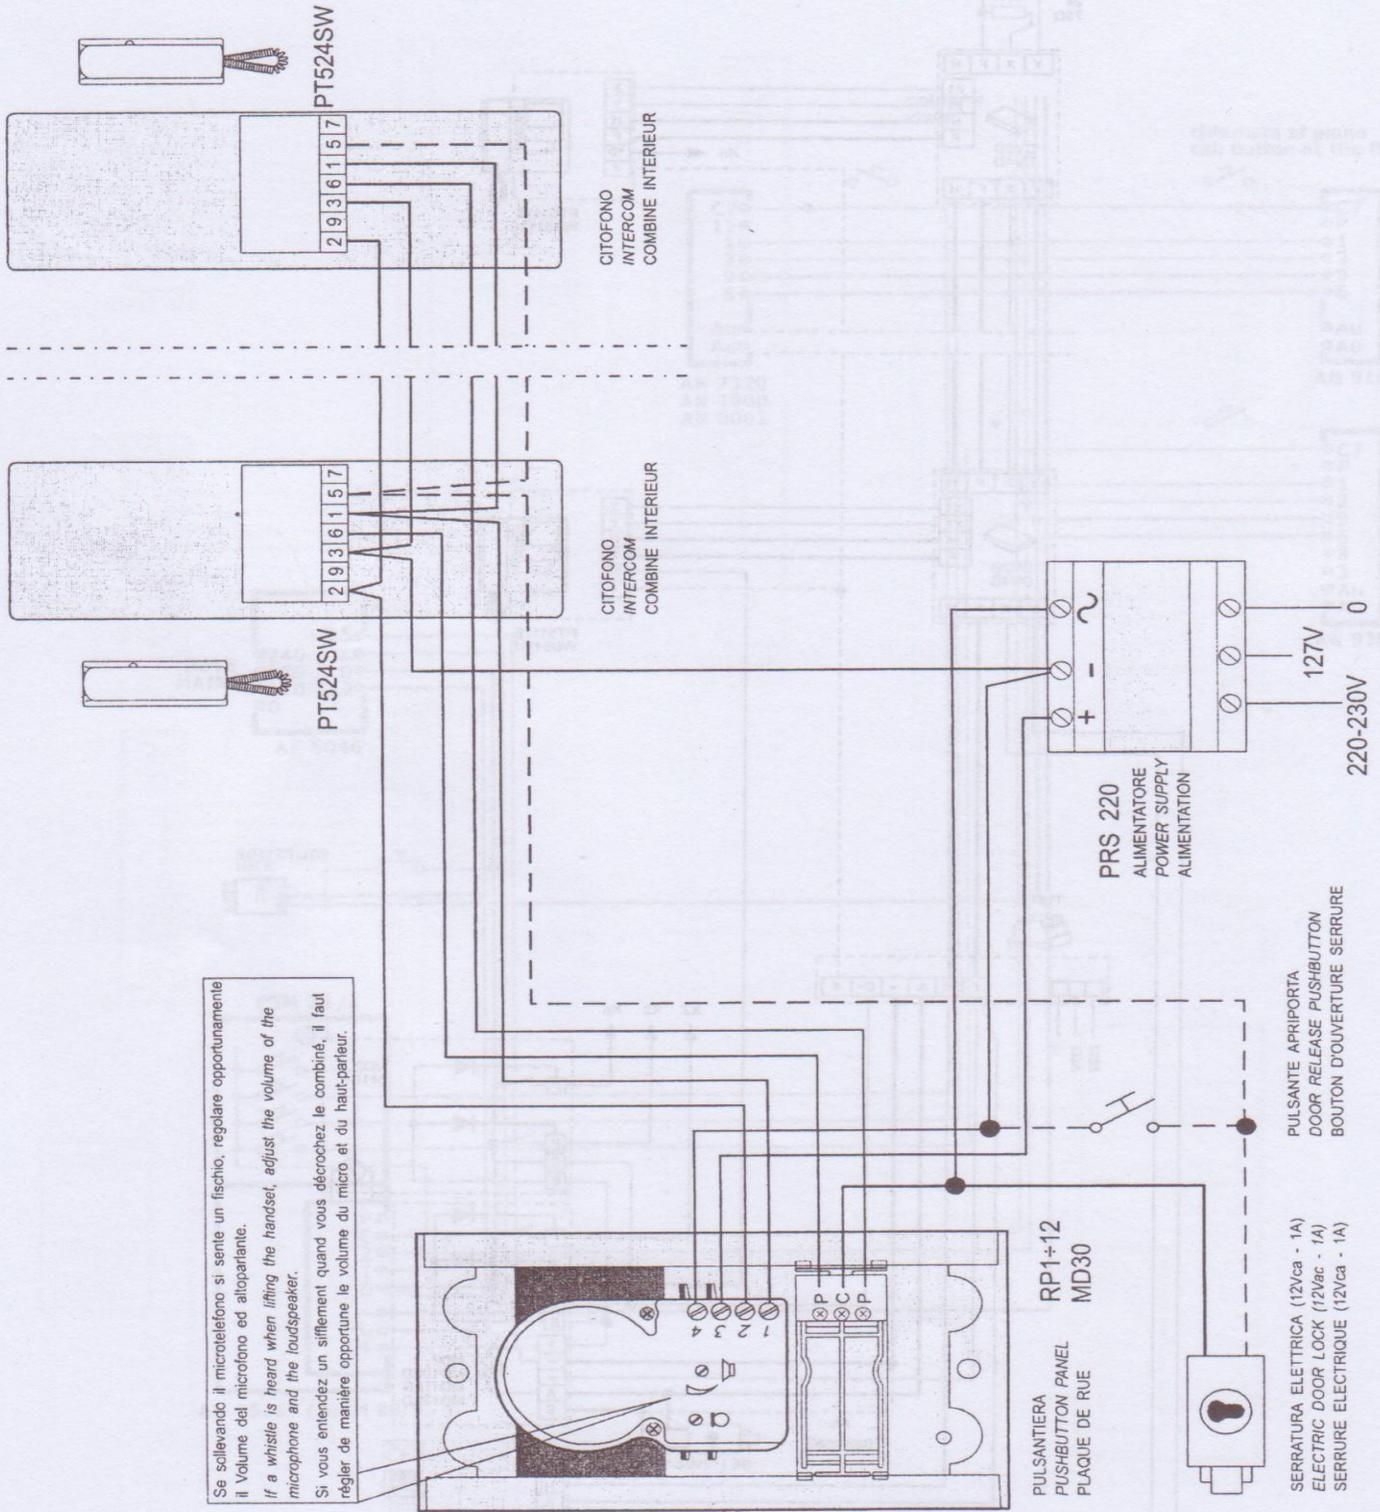 PT524SW
2 9 3 6 1 5 7
CITOFONO
INTERCOM
COMBINE INTERIEUR
2 9 3 6 1 5 7
PT524SW
CITOFONO
INTERCOM
COMBINE INTERIEUR
Se sollevando il microtelefono si sente un fischio, regolare opportunamente
il Volume del microfono ed altoparlante.
If a whistle is heard when lifting the handset, adjust the volume of the
microphone and the loudspeaker.
Si vous entendez un sifflement quand vous décrochez le combiné, il faut
régler de manière opportune le volume du micro et du haut-parleur.
+ - ~
PRS 220
ALIMENTATORE
POWER SUPPLY
ALIMENTATION
220-230V
127V
0
4
3
2
1
P
C
P
PULSANTIERA
PUSHBUTTON PANEL
PLAQUE DE RUE
RP1÷12
MD30
PULSANTE APRIPORTA
DOOR RELEASE PUSHBUTTON
BOUTON D'OUVERTURE SERRURE
SERRATURA ELETTRICA (12Vca - 1A)
ELECTRIC DOOR LOCK (12Vac - 1A)
SERRURE ELECTRIQUE (12Vca - 1A)